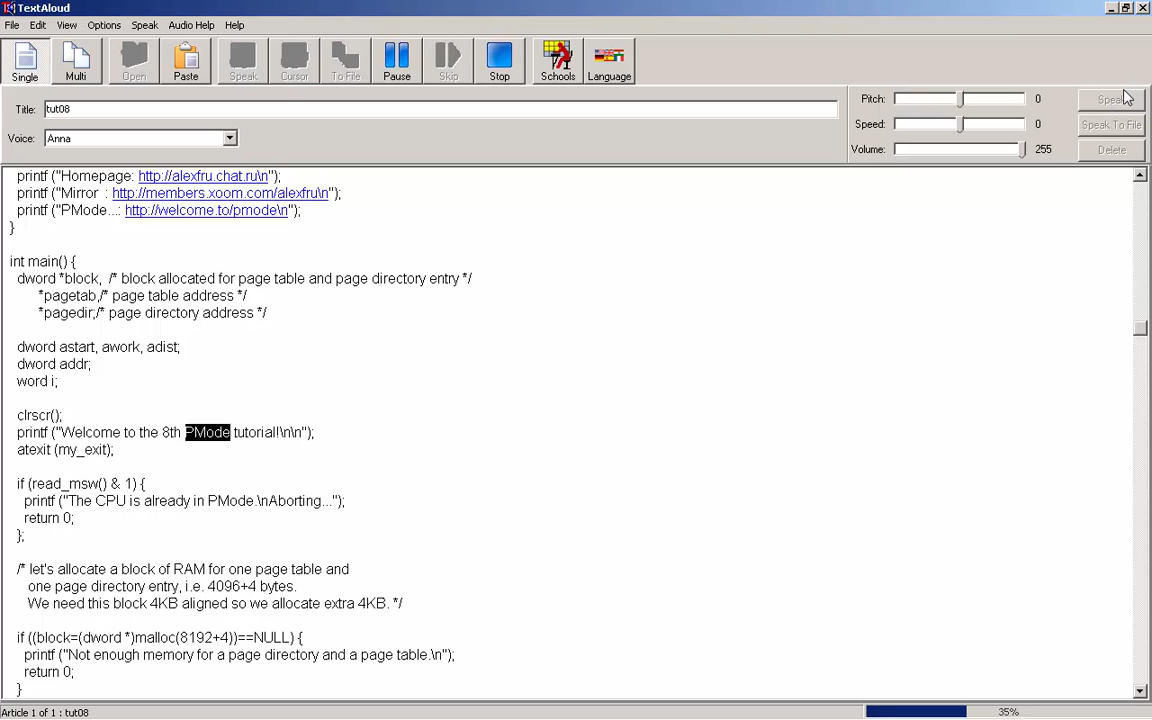 TextAloud
File Edit View Options Speak Audio Help Help
Single Multi Open Paste Speak Cursor To File Pause Skip Stop Schools Language
Title: tut08
Voice: Anna
Pitch: 0 Speak
Speed: 0 Speak To File
Volume: 255 Delete
printf ("Homepage: http://alexfru.chat.ru\n");
printf ("Mirror : http://members.xoom.com/alexfru\n");
printf ("PMode...: http://welcome.to/pmode\n");
}
int main() {
dword *block, /* block allocated for page table and page directory entry */
*pagetab,/* page table address */
*pagedir;/* page directory address */
dword astart, awork, adist;
dword addr;
word i;
clrscr();
printf ("Welcome to the 8th PMode tutorial!\n\n");
atexit (my_exit);
if (read_msw() & 1) {
printf ("The CPU is already in PMode.\nAborting...");
return 0;
};
/* let's allocate a block of RAM for one page table and
one page directory entry, i.e. 4096+4 bytes.
We need this block 4KB aligned so we allocate extra 4KB. */
if ((block=(dword *)malloc(8192+4))==NULL) {
printf ("Not enough memory for a page directory and a page table.\n");
return 0;
}
Article 1 of 1 : tut08 35%